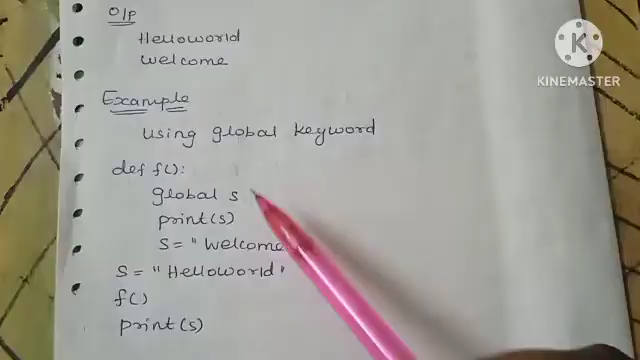 O/P
Helloworld
Welcome
KINEMASTER
Example
Using global keyword
def f():
global s
print(s)
s = "Welcome
s = "Helloworld"
f()
print(s)